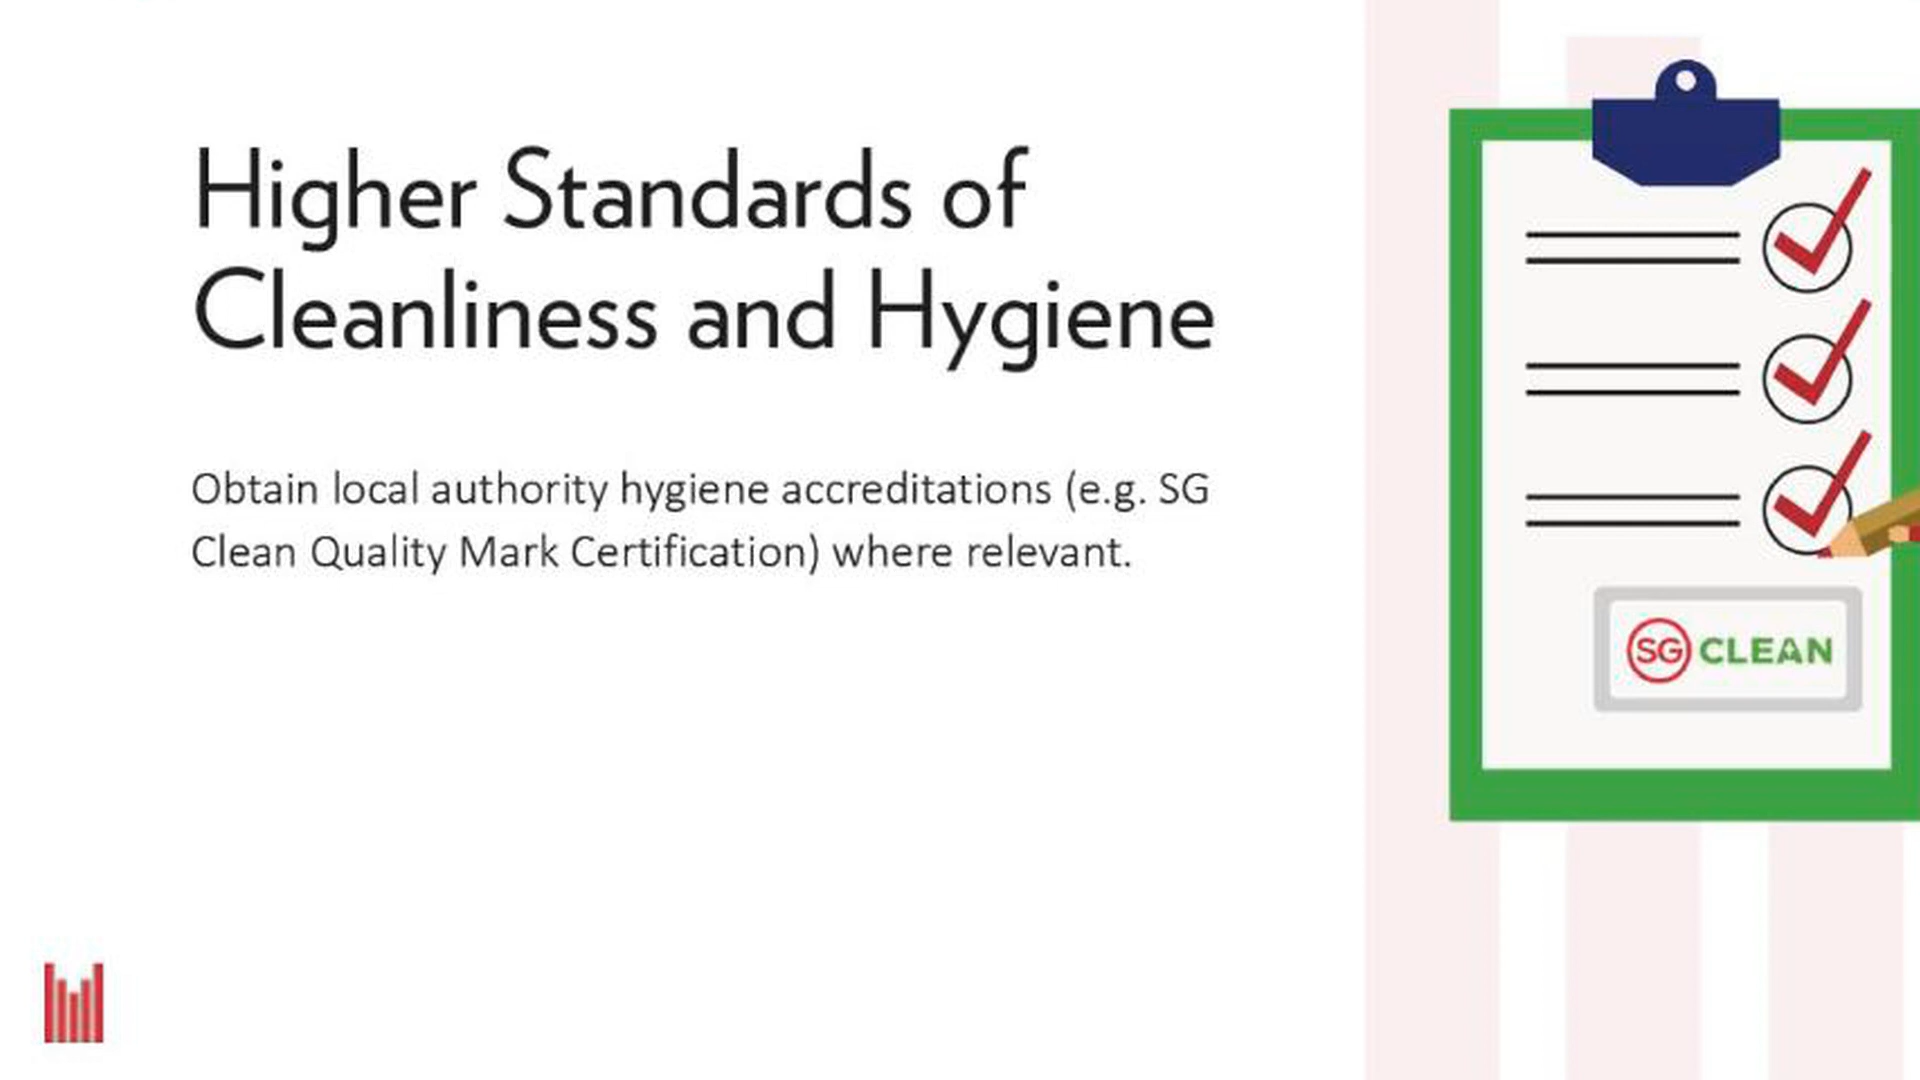 Higher Standards of
Cleanliness and Hygiene
Obtain local authority hygiene accreditations (e.g. SG
Clean Quality Mark Certification) where relevant.
SG CLEAN